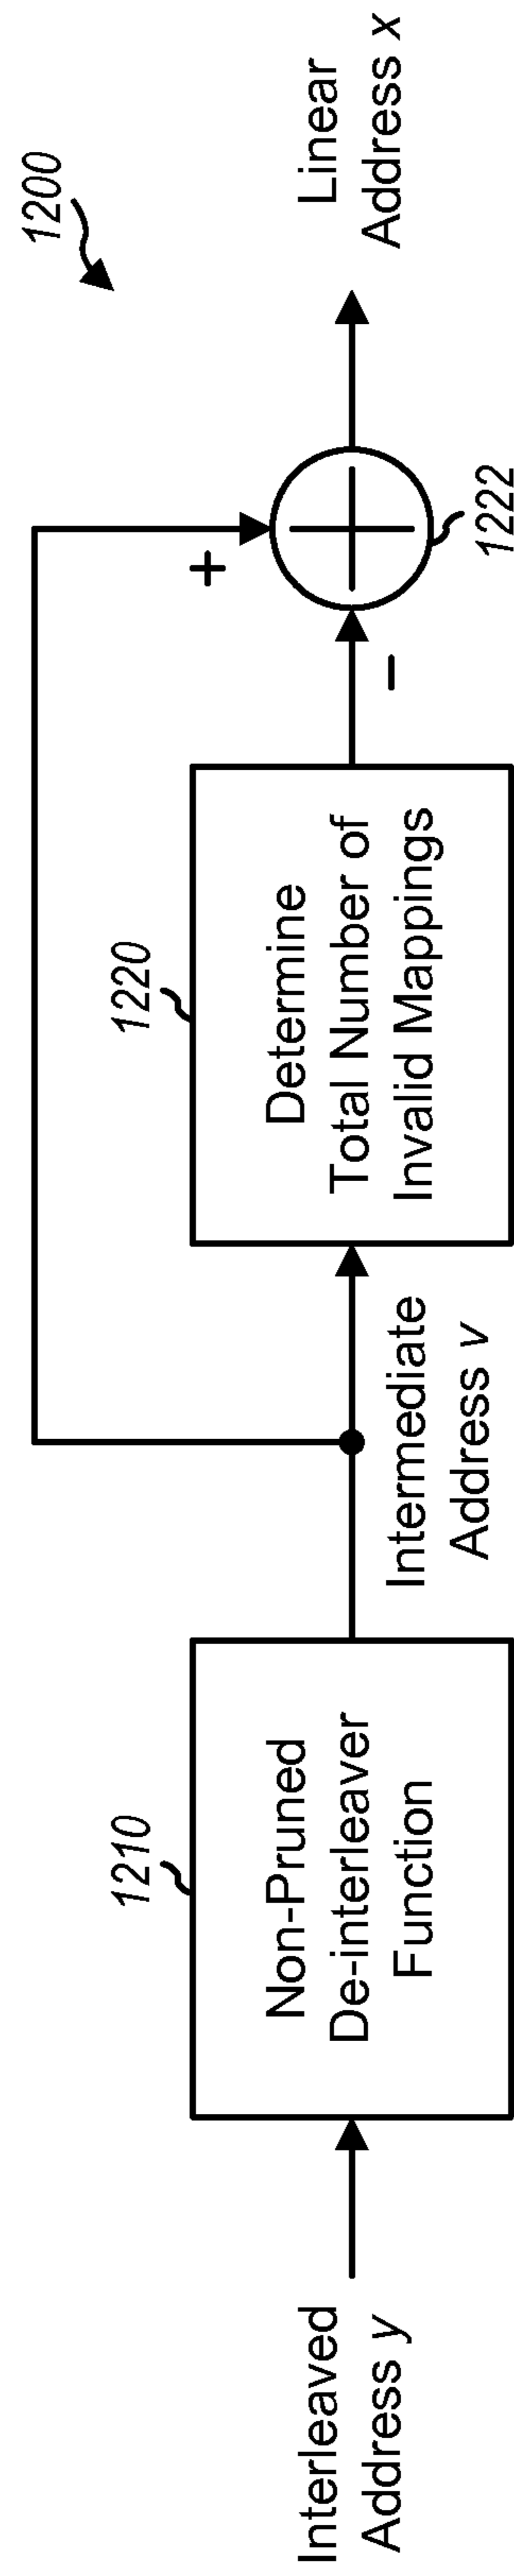 1200
Interleaved
Address y
1210
Non-Pruned
De-interleaver
Function
Intermediate
Address v
1220
Determine
Total Number of
Invalid Mappings
+
−
1222
Linear
Address x